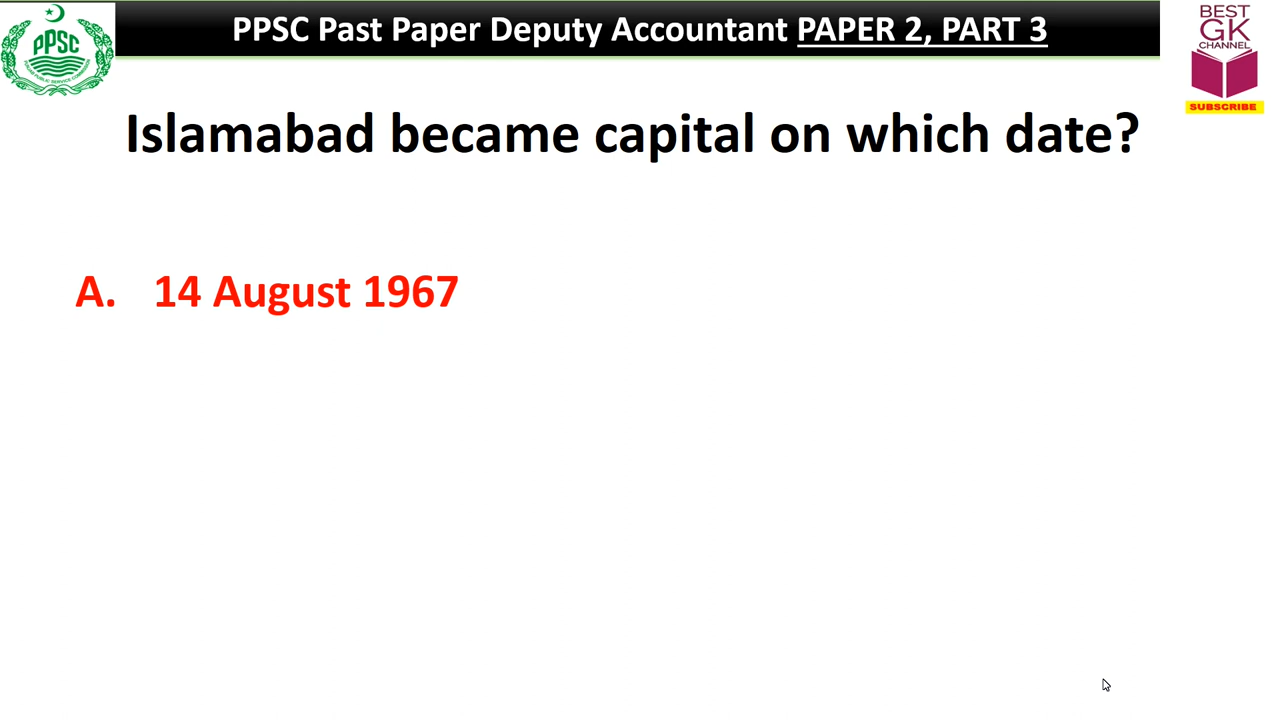 PPSC Past Paper Deputy Accountant PAPER 2, PART 3
PPSC
BEST
GK
CHANNEL
SUBSCRIBE
Islamabad became capital on which date?
A. 14 August 1967